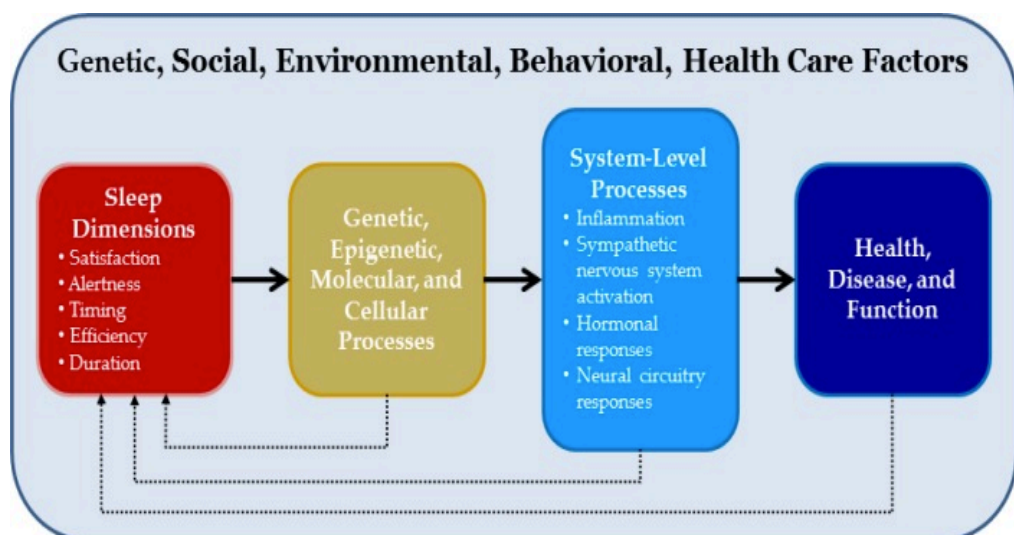 Genetic, Social, Environmental, Behavioral, Health Care Factors
Sleep
Dimensions
• Satisfaction
• Alertness
• Timing
• Efficiency
• Duration
Genetic,
Epigenetic,
Molecular, and
Cellular
Processes
System-Level
Processes
• Inflammation
• Sympathetic
nervous system
activation
• Hormonal
responses
• Neural circuitry
responses
Health,
Disease, and
Function